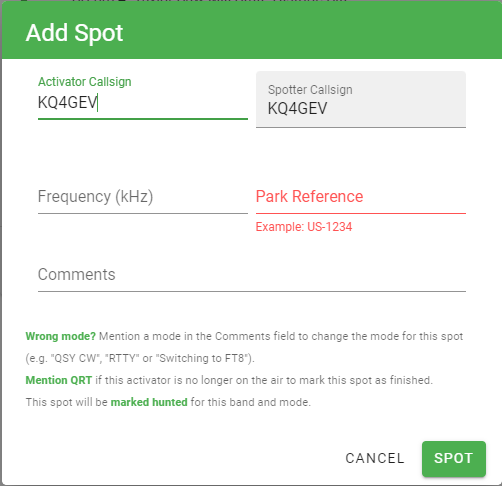 Add Spot
Activator Callsign
KQ4GEV
Spotter Callsign
KQ4GEV
Frequency (kHz)
Park Reference
Example: US-1234
Comments
Wrong mode? Mention a mode in the Comments field to change the mode for this spot
(e.g. "QSY CW", "RTTY" or "Switching to FT8").
Mention QRT if this activator is no longer on the air to mark this spot as finished.
This spot will be marked hunted for this band and mode.
CANCEL
SPOT